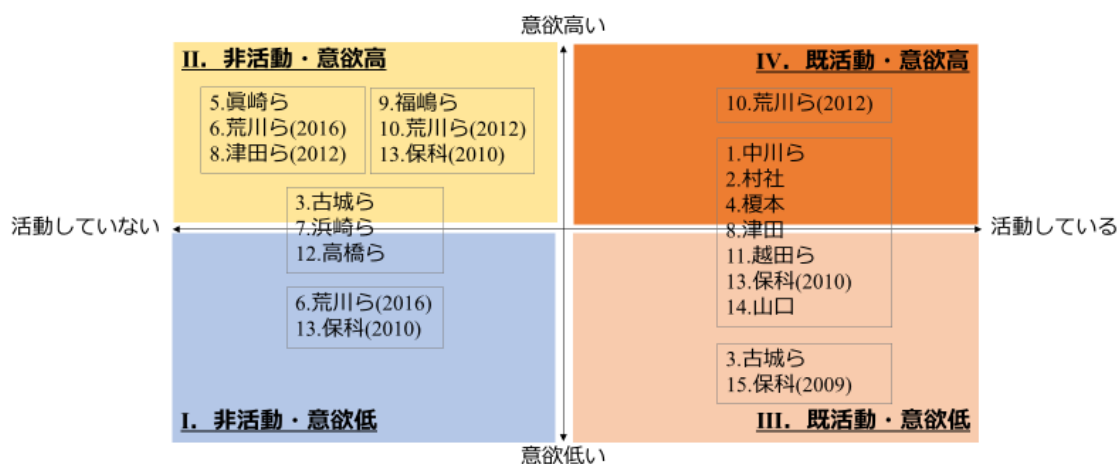 意欲高い
II. 非活動・意欲高
5.眞崎ら
6.荒川ら(2016)
8.津田ら(2012)
9.福嶋ら
10.荒川ら(2012)
13.保科(2010)
IV. 既活動・意欲高
10.荒川ら(2012)
1.中川ら
2.村社
4.榎本
8.津田
11.越田ら
13.保科(2010)
14.山口
3.古城ら
7.浜崎ら
12.高橋ら
活動していない
活動している
6.荒川ら(2016)
13.保科(2010)
I. 非活動・意欲低
3.古城ら
15.保科(2009)
III. 既活動・意欲低
意欲低い